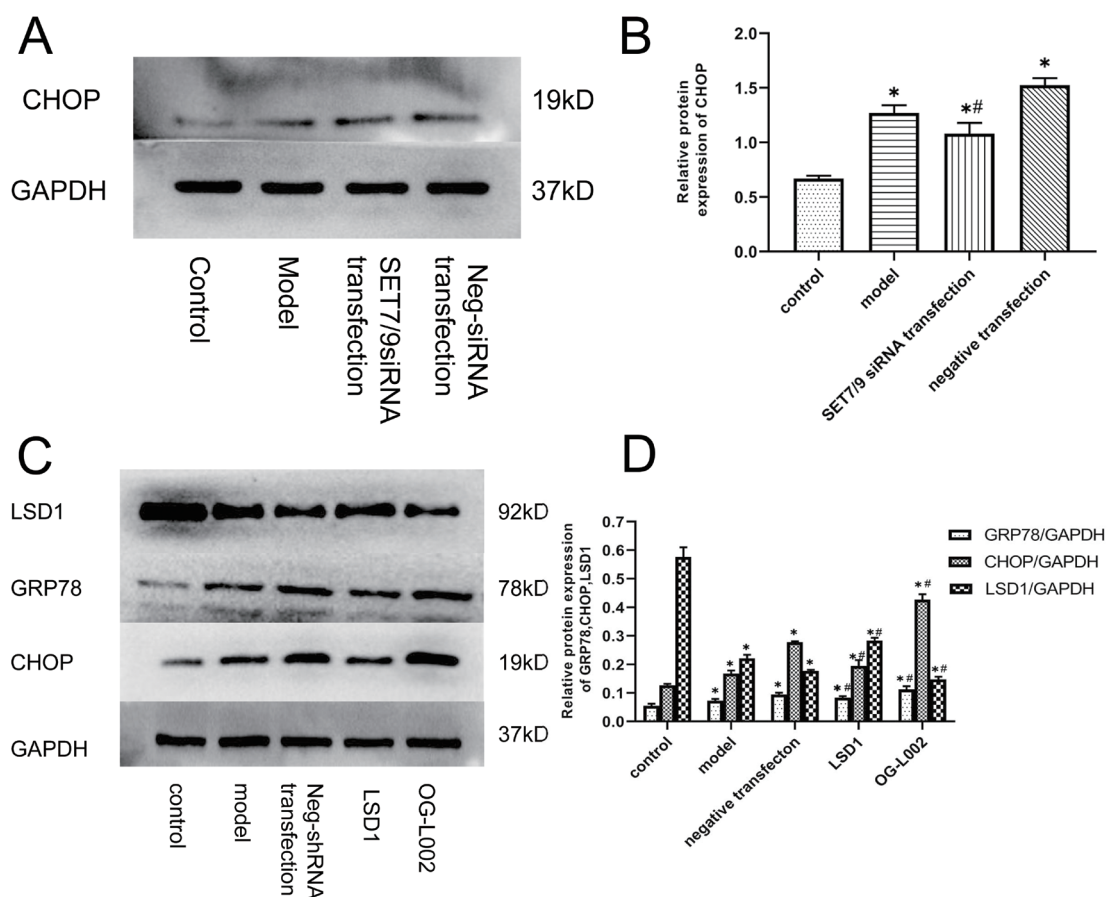 A
CHOP
19kD
GAPDH
37kD
Control
Model
SET7/9siRNA
transfection
Neg-siRNA
transfection
B
Relative protein
expression of CHOP
2.0
1.5
1.0
0.5
0.0
*
*#
*
control
model
SET7/9 siRNA transfection
negative transfection
C
LSD1
92kD
GRP78
78kD
CHOP
19kD
GAPDH
37kD
control
model
Neg-shRNA
transfection
LSD1
OG-L002
D
Relative protein expression
of GRP78,CHOP,LSD1
0.7
0.6
0.5
0.4
0.3
0.2
0.1
0.0
* * *
* * *
*# *# *#
*# *# *#
control
model
negative transfecton
LSD1
OG-L002
GRP78/GAPDH
CHOP/GAPDH
LSD1/GAPDH